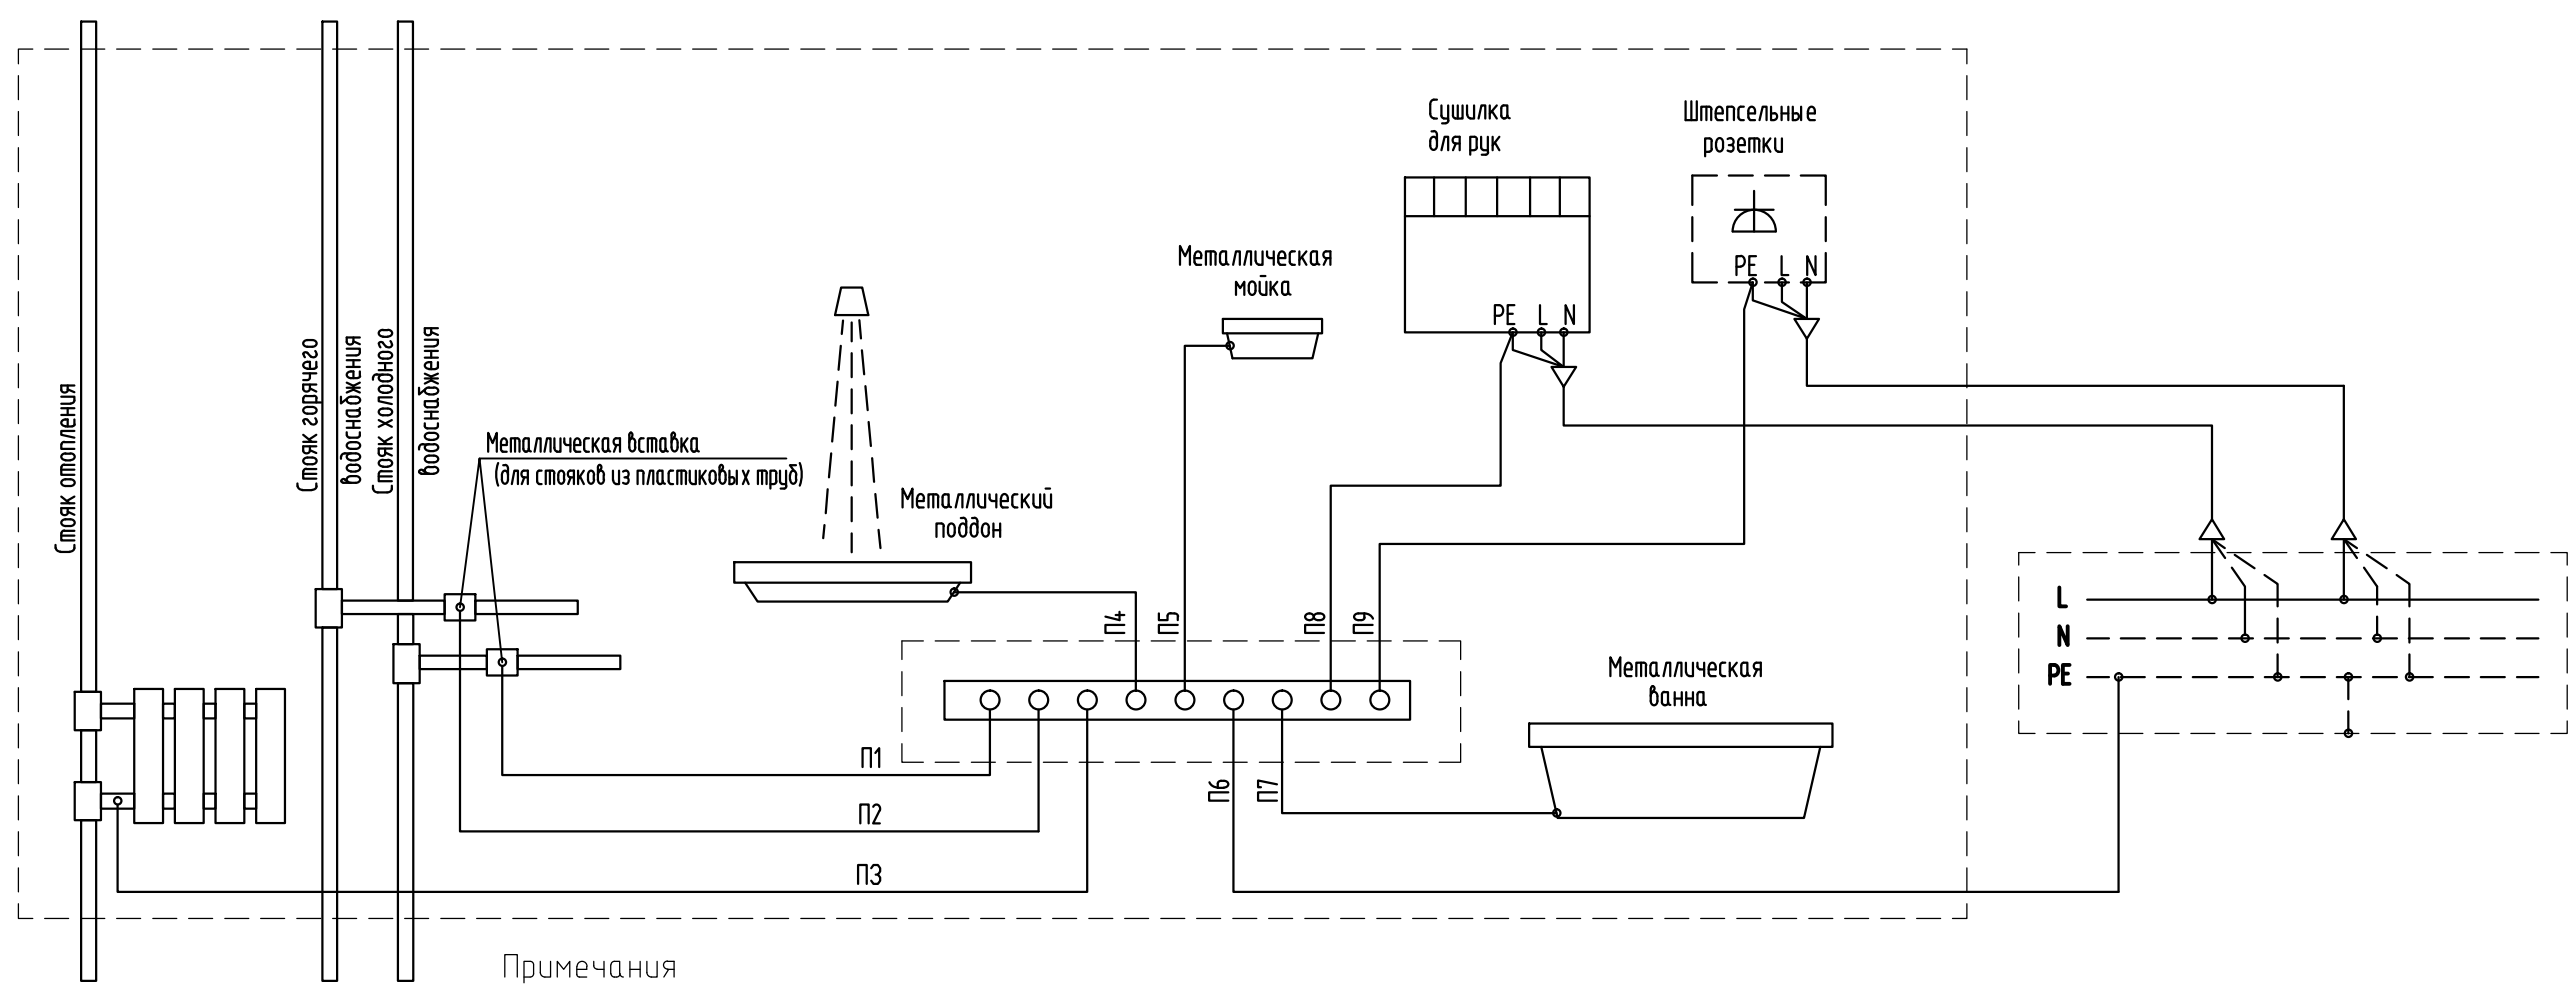 Сушилка
для рук
Штепсельные
розетки
PE L N
Металлическая
мойка
PE L N
Стояк отопления
Стояк горячего
водоснабжения
Стояк холодного
водоснабжения
Металлическая вставка
(для стояков из пластиковых труб)
Металлический
поддон
П4
П5
П8
П9
L
N
PE
Металлическая
ванна
П1
П6
П7
П2
П3
Примечания